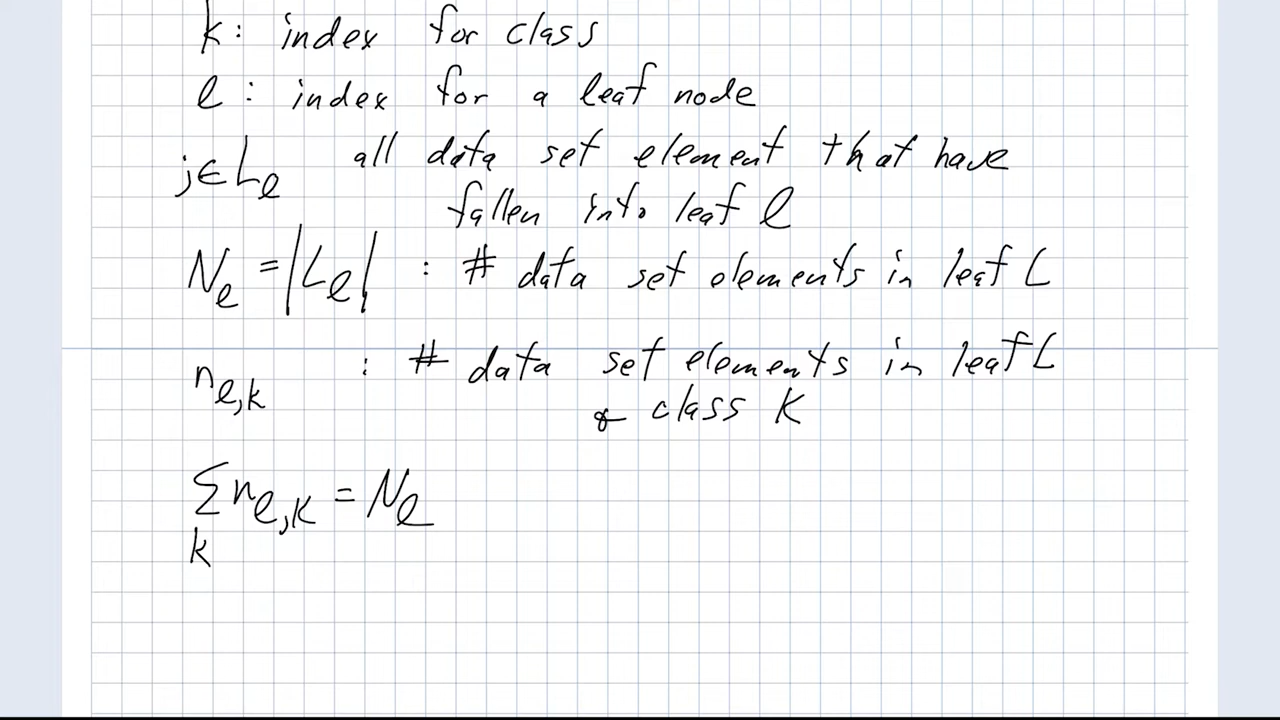 k: index for class
ℓ: index for a leaf node
j∈L_ℓ all data set element that have
fallen into leaf ℓ
N_ℓ = |L_ℓ| : # data set elements in leaf L
n_ℓ,k : # data set elements in leaf L
& class K
∑ n_ℓ,k = N_ℓ
k